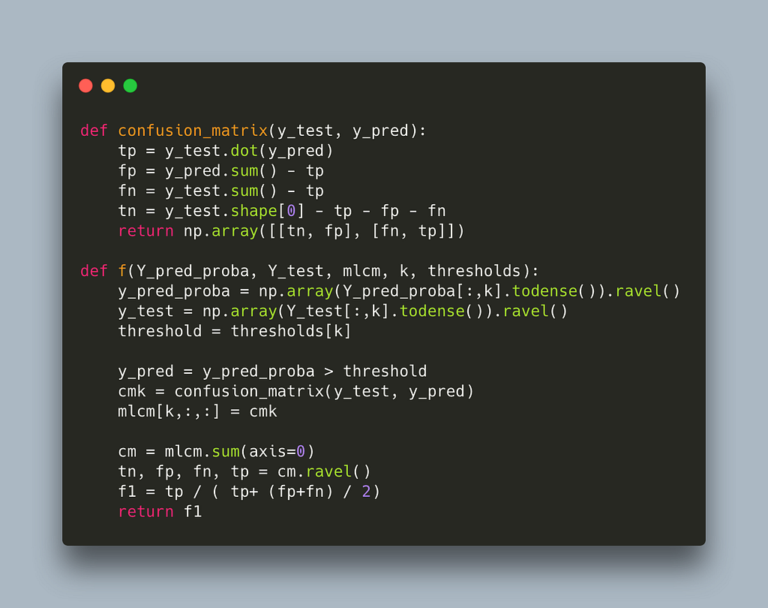 def confusion_matrix(y_test, y_pred):
    tp = y_test.dot(y_pred)
    fp = y_pred.sum() - tp
    fn = y_test.sum() - tp
    tn = y_test.shape[0] - tp - fp - fn
    return np.array([[tn, fp], [fn, tp]])

def f(Y_pred_proba, Y_test, mlcm, k, thresholds):
    y_pred_proba = np.array(Y_pred_proba[:,k].todense()).ravel()
    y_test = np.array(Y_test[:,k].todense()).ravel()
    threshold = thresholds[k]

    y_pred = y_pred_proba > threshold
    cmk = confusion_matrix(y_test, y_pred)
    mlcm[k,:,:] = cmk

    cm = mlcm.sum(axis=0)
    tn, fp, fn, tp = cm.ravel()
    f1 = tp / ( tp+ (fp+fn) / 2)
    return f1